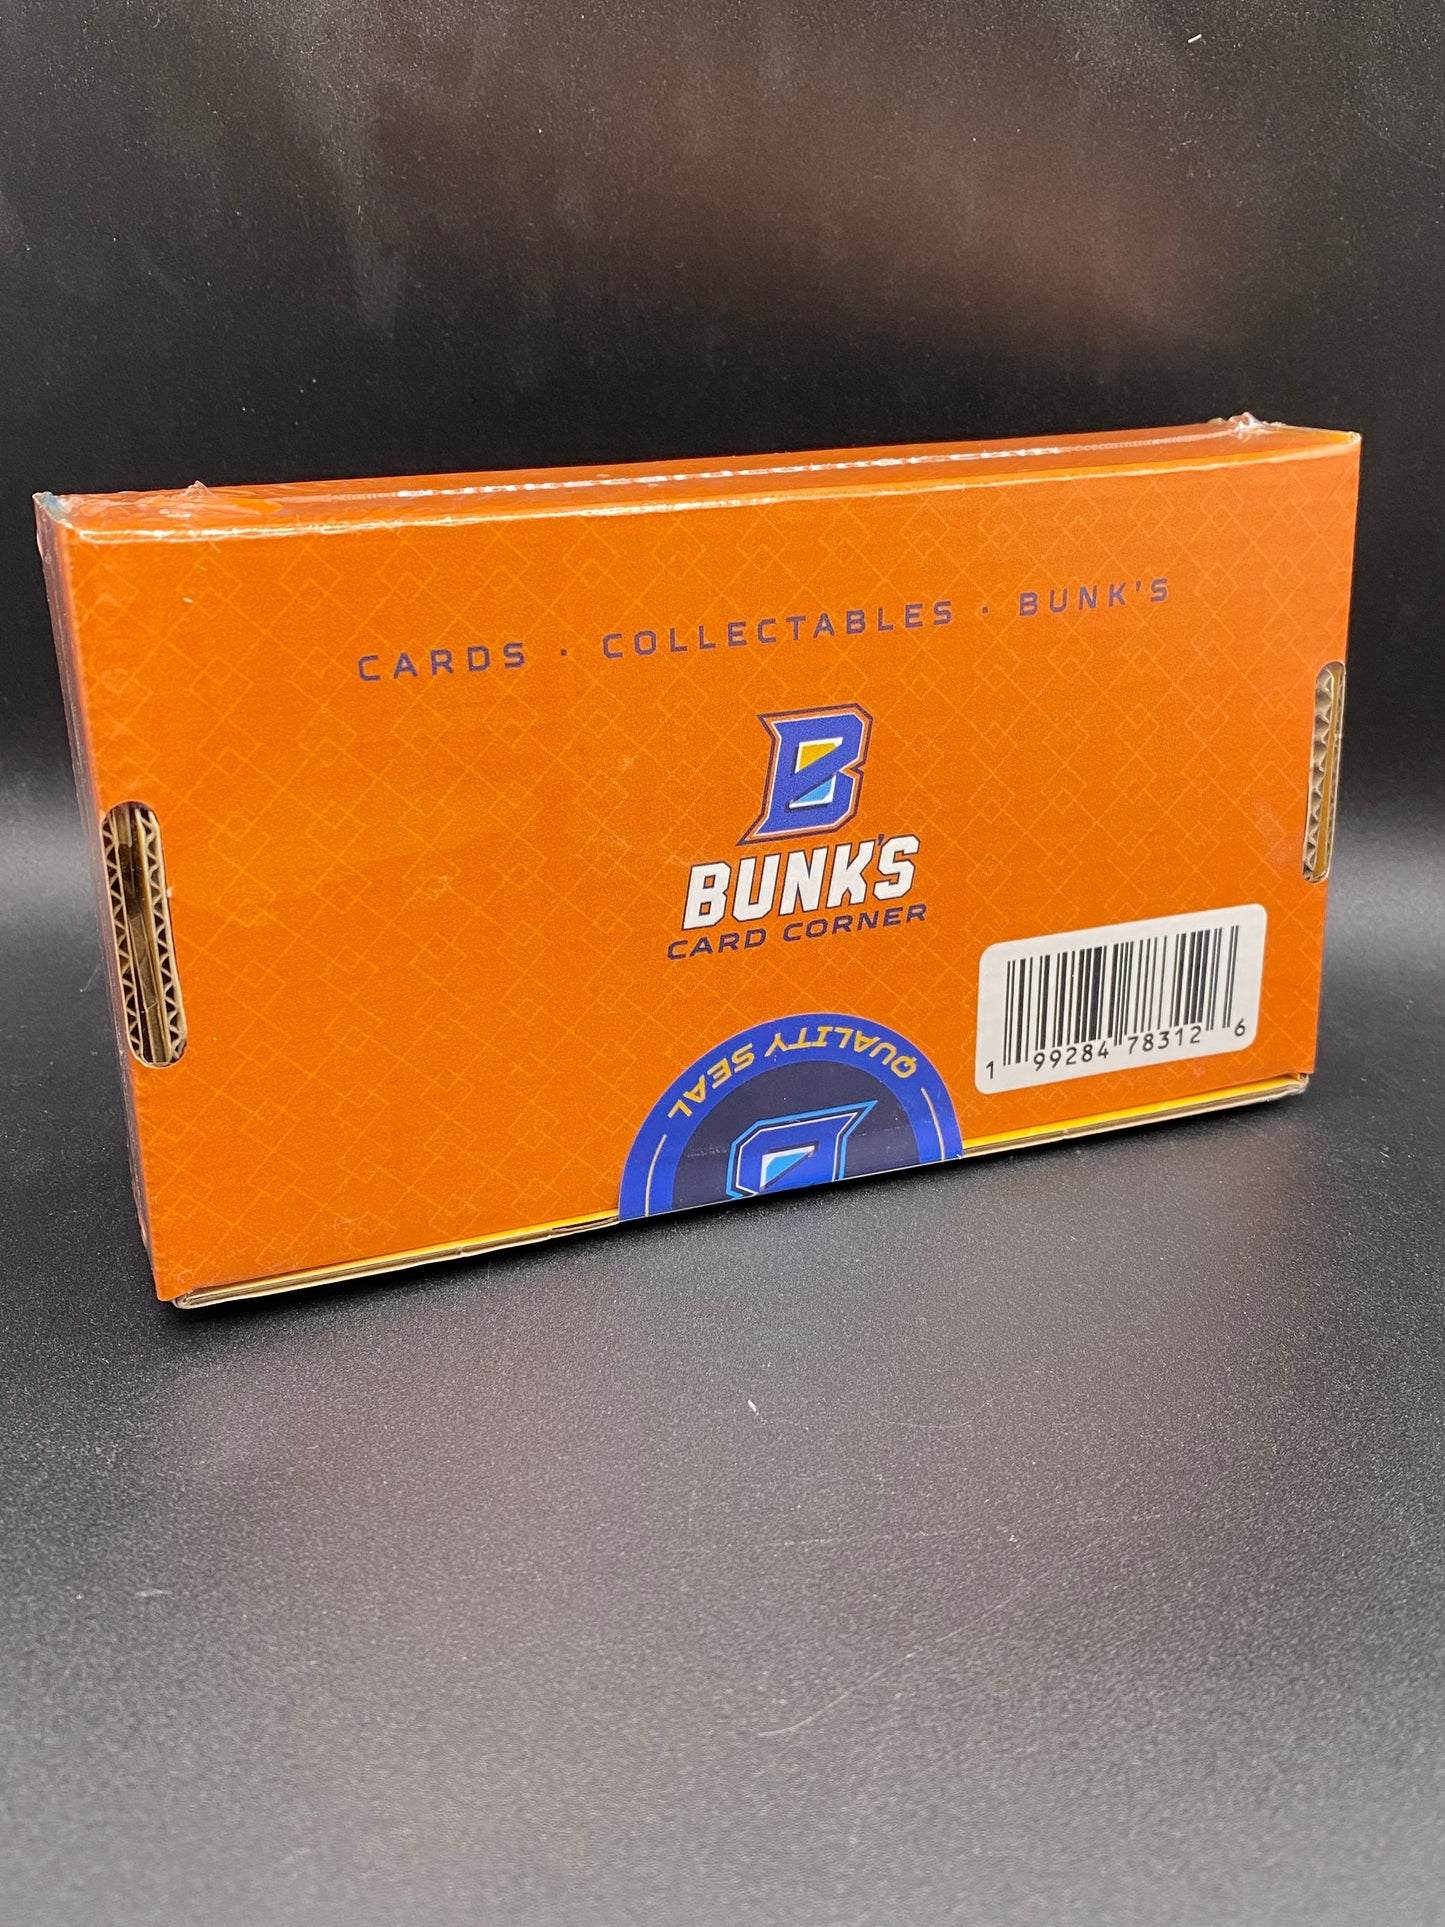 CARDS · COLLECTABLES · BUNK'S
B
BUNK'S
CARD CORNER
1 99284 78312 6
QUALITY SEAL
B